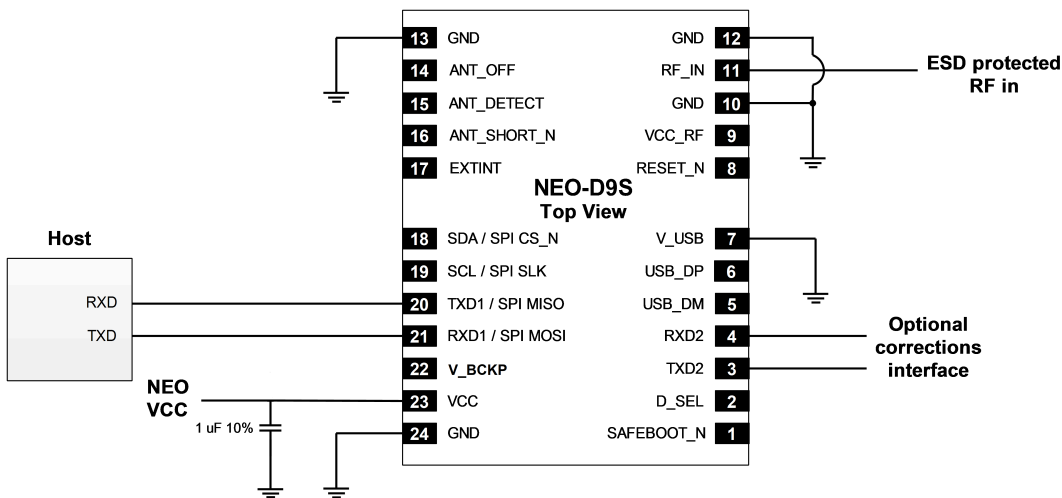 13 GND GND 12
14 ANT_OFF RF_IN 11
ESD protected
RF in
15 ANT_DETECT GND 10
16 ANT_SHORT_N VCC_RF 9
17 EXTINT RESET_N 8
NEO-D9S
Top View
Host
18 SDA / SPI CS_N V_USB 7
19 SCL / SPI SLK USB_DP 6
RXD 20 TXD1 / SPI MISO USB_DM 5
TXD 21 RXD1 / SPI MOSI RXD2 4
Optional
corrections
interface
22 V_BCKP TXD2 3
NEO
VCC
23 VCC D_SEL 2
1 uF 10%
24 GND SAFEBOOT_N 1